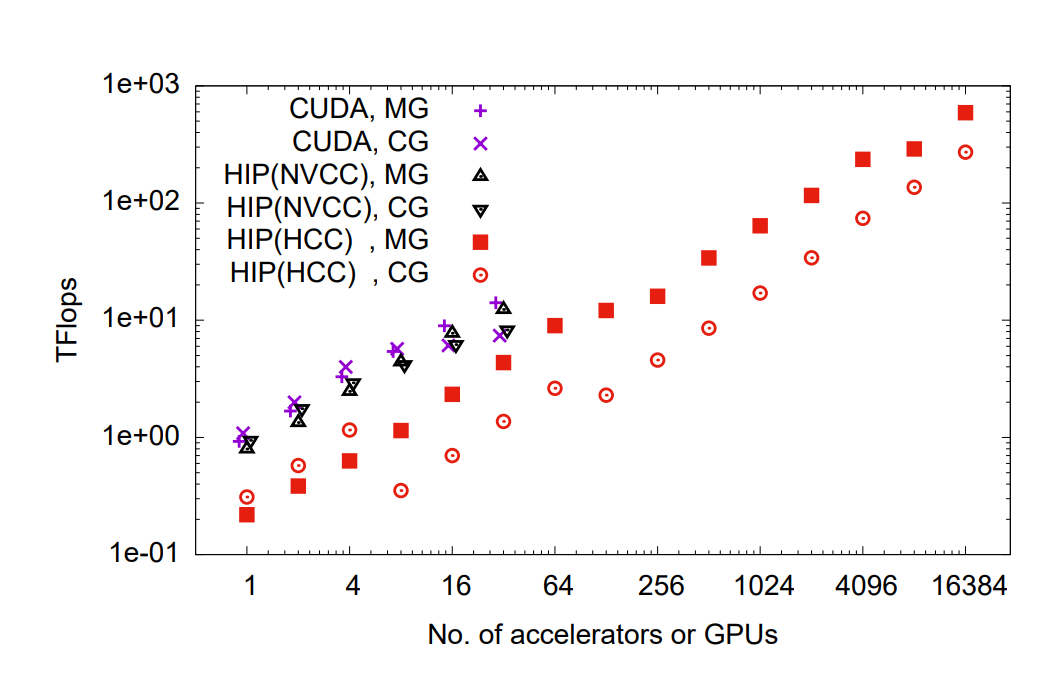 1e+03
1e+02
1e+01
1e+00
1e-01
TFlops
CUDA, MG
CUDA, CG
HIP(NVCC), MG
HIP(NVCC), CG
HIP(HCC) , MG
HIP(HCC) , CG
1 4 16 64 256 1024 4096 16384
No. of accelerators or GPUs